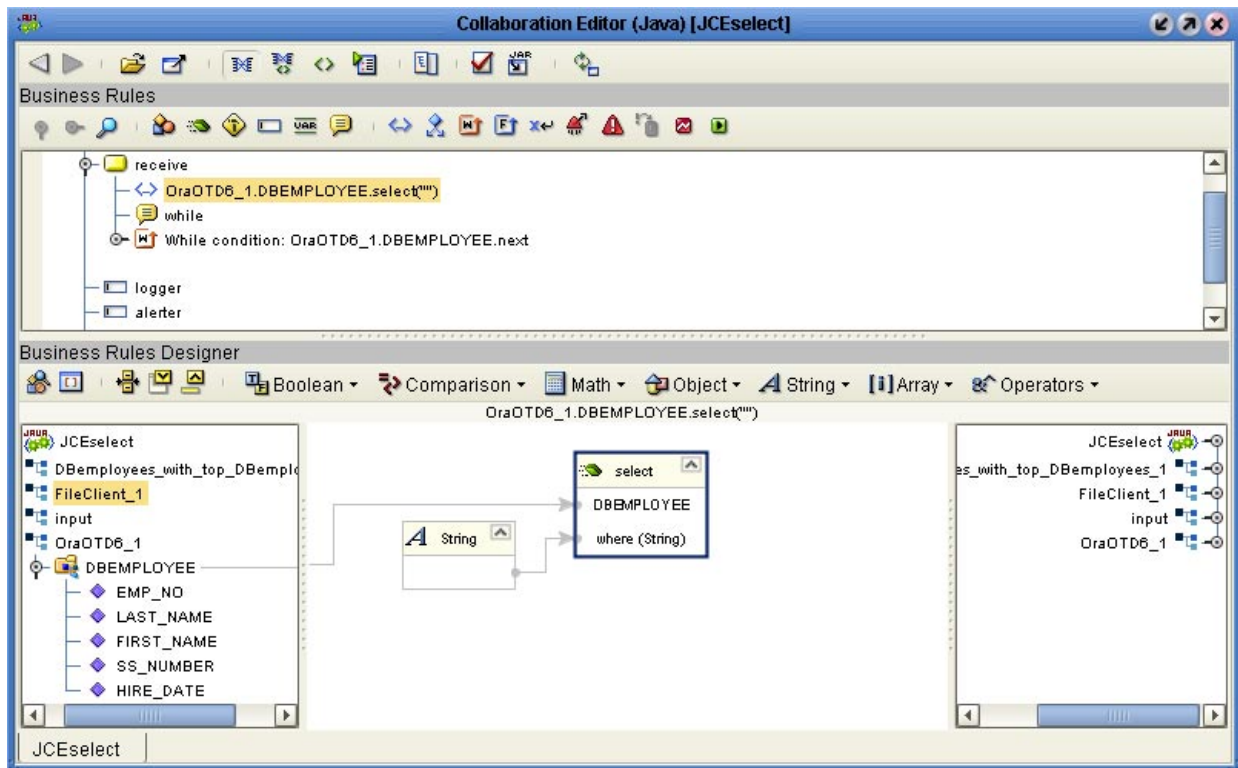 Collaboration Editor (Java) [JCEselect]
Business Rules
receive
OraOTD6_1.DBEMPLOYEE.select("")
while
While condition: OraOTD6_1.DBEMPLOYEE.next
logger
alerter
Business Rules Designer
Boolean Comparison Math Object String Array Operators
OraOTD6_1.DBEMPLOYEE.select("")
JCEselect
DBemployees_with_top_DBemplo
FileClient_1
input
OraOTD6_1
DBEMPLOYEE
EMP_NO
LAST_NAME
FIRST_NAME
SS_NUMBER
HIRE_DATE
select
DBEMPLOYEE
where (String)
String
JCEselect
es_with_top_DBemployees_1
FileClient_1
input
OraOTD6_1
JCEselect